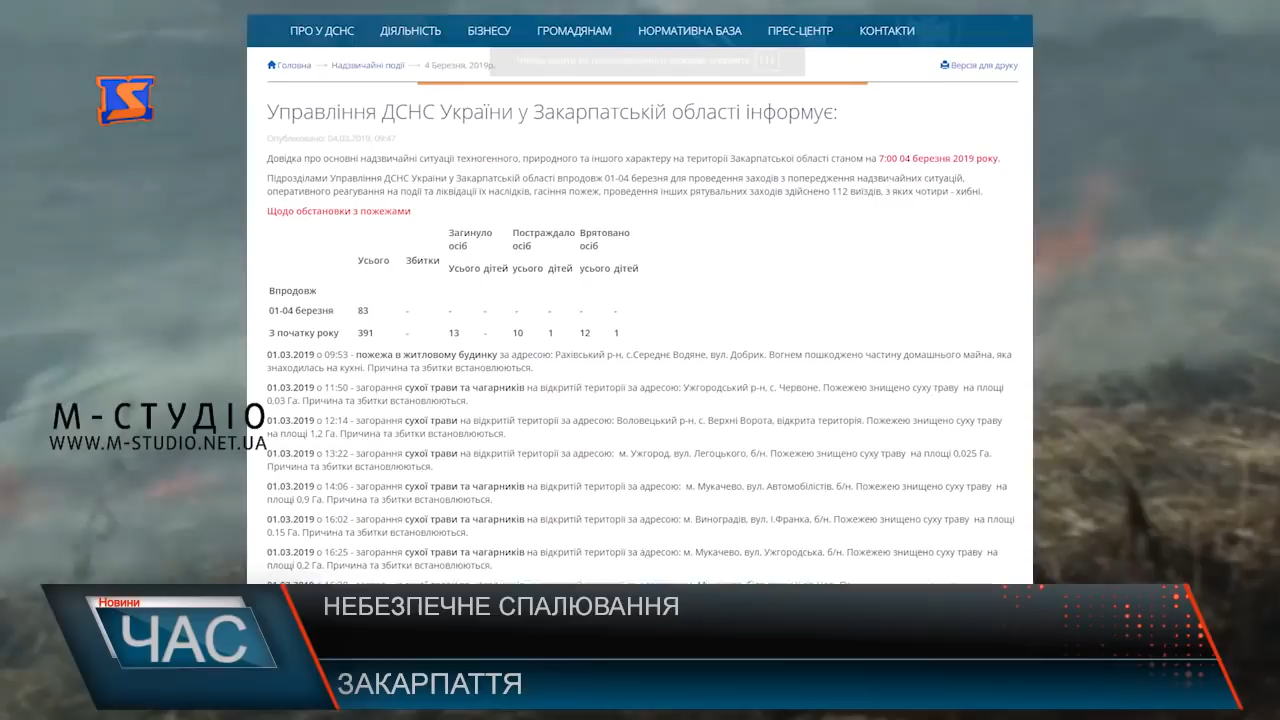 ПРО У ДСНС ДІЯЛЬНІСТЬ БІЗНЕСУ ГРОМАДЯНАМ НОРМАТИВНА БАЗА ПРЕС-ЦЕНТР КОНТАКТИ
Головна Надзвичайні події 4 Березня, 2019р. Версія для друку
Управління ДСНС України у Закарпатській області інформує:
Опубліковано: 04.03.2019, 09:47
Довідка про основні надзвичайні ситуації техногенного, природного та іншого характеру на території Закарпатської області станом на 7:00 04 березня 2019 року.
Підрозділами Управління ДСНС України у Закарпатській області впродовж 01-04 березня для проведення заходів з попередження надзвичайних ситуацій,
оперативного реагування на події та ліквідації їх наслідків, гасіння пожеж, проведення інших рятувальних заходів здійснено 112 виїздів, з яких чотири - хибні.
Щодо обстановки з пожежами
Загинуло Постраждало Врятовано
осіб осіб осіб
Усього Збитки
Усього дітей усього дітей усього дітей
Впродовж
01-04 березня 83 - - - - - - -
З початку року 391 - 13 - 10 1 12 1
01.03.2019 о 09:53 - пожежа в житловому будинку за адресою: Рахівський р-н, с.Середнє Водяне, вул. Добрик. Вогнем пошкоджено частину домашнього майна, яка
знаходилась на кухні. Причина та збитки встановлюються.
01.03.2019 о 11:50 - загорання сухої трави та чагарників на відкритій території за адресою: Ужгородський р-н, с. Червоне. Пожежею знищено суху траву на площі
0,03 Га. Причина та збитки встановлюються.
01.03.2019 о 12:14 - загорання сухої трави на відкритій території за адресою: Воловецький р-н, с. Верхні Ворота, відкрита територія. Пожежею знищено суху траву
на площі 1,2 Га. Причина та збитки встановлюються.
01.03.2019 о 13:22 - загорання сухої трави на відкритій території за адресою: м. Ужгород, вул. Легоцького, б/н. Пожежею знищено суху траву на площі 0,025 Га.
Причина та збитки встановлюються.
01.03.2019 о 14:06 - загорання сухої трави та чагарників на відкритій території за адресою: м. Мукачево, вул. Автомобілістів, б/н. Пожежею знищено суху траву на
площі 0,9 Га. Причина та збитки встановлюються.
01.03.2019 о 16:02 - загорання сухої трави та чагарників на відкритій території за адресою: м. Виноградів, вул. І.Франка, б/н. Пожежею знищено суху траву на площі
0,15 Га. Причина та збитки встановлюються.
01.03.2019 о 16:25 - загорання сухої трави та чагарників на відкритій території за адресою: м. Мукачево, вул. Ужгородська, б/н. Пожежею знищено суху траву на
площі 0,2 Га. Причина та збитки встановлюються.
М-СТУДІО
WWW.M-STUDIO.NET.UA
Новини
ЧАС
НЕБЕЗПЕЧНЕ СПАЛЮВАННЯ
ЗАКАРПАТТЯ